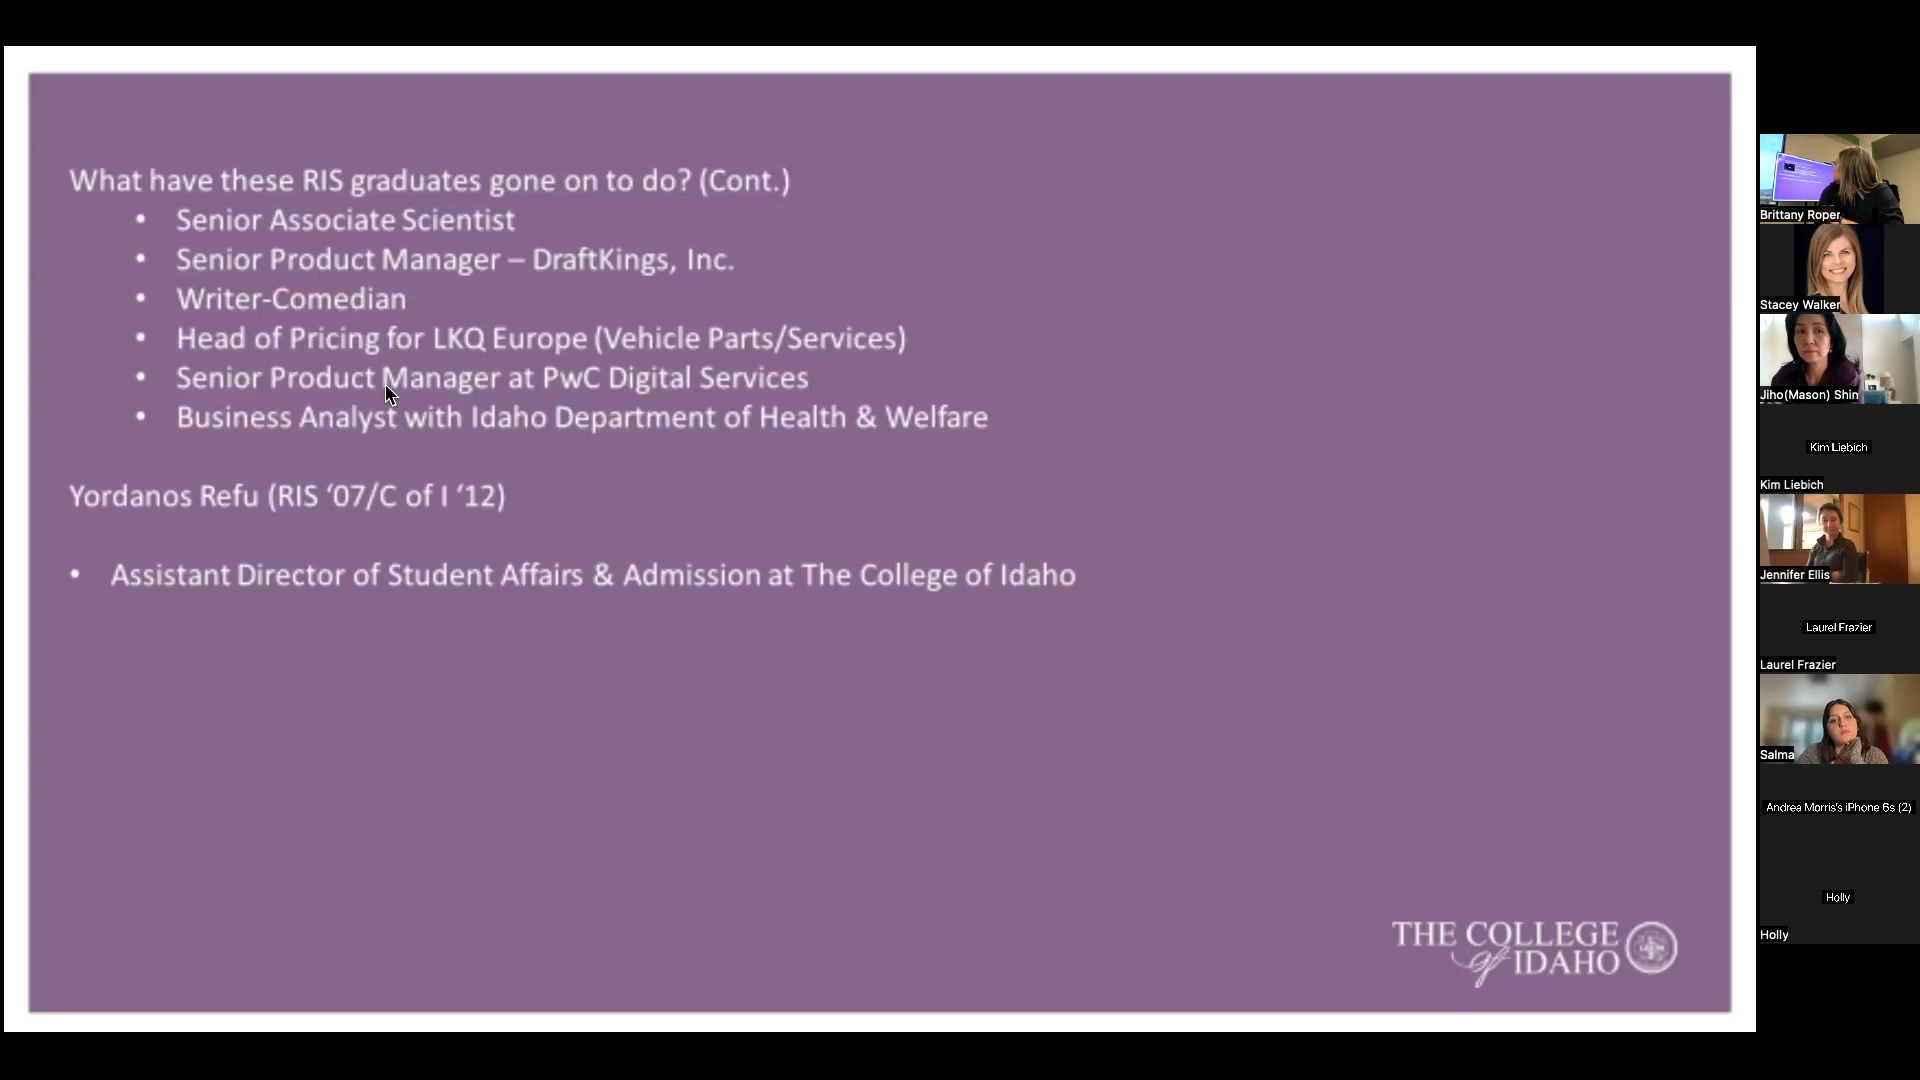 What have these RIS graduates gone on to do? (Cont.)
• Senior Associate Scientist
• Senior Product Manager – DraftKings, Inc.
• Writer-Comedian
• Head of Pricing for LKQ Europe (Vehicle Parts/Services)
• Senior Product Manager at PwC Digital Services
• Business Analyst with Idaho Department of Health & Welfare
Yordanos Refu (RIS ‘07/C of I ‘12)
• Assistant Director of Student Affairs & Admission at The College of Idaho
THE COLLEGE
of IDAHO
Brittany Roper
Stacey Walker
Jiho(Mason) Shin
Kim Liebich
Kim Liebich
Jennifer Ellis
Laurel Frazier
Laurel Frazier
Salma
Andrea Morris's iPhone 6s (2)
Holly
Holly